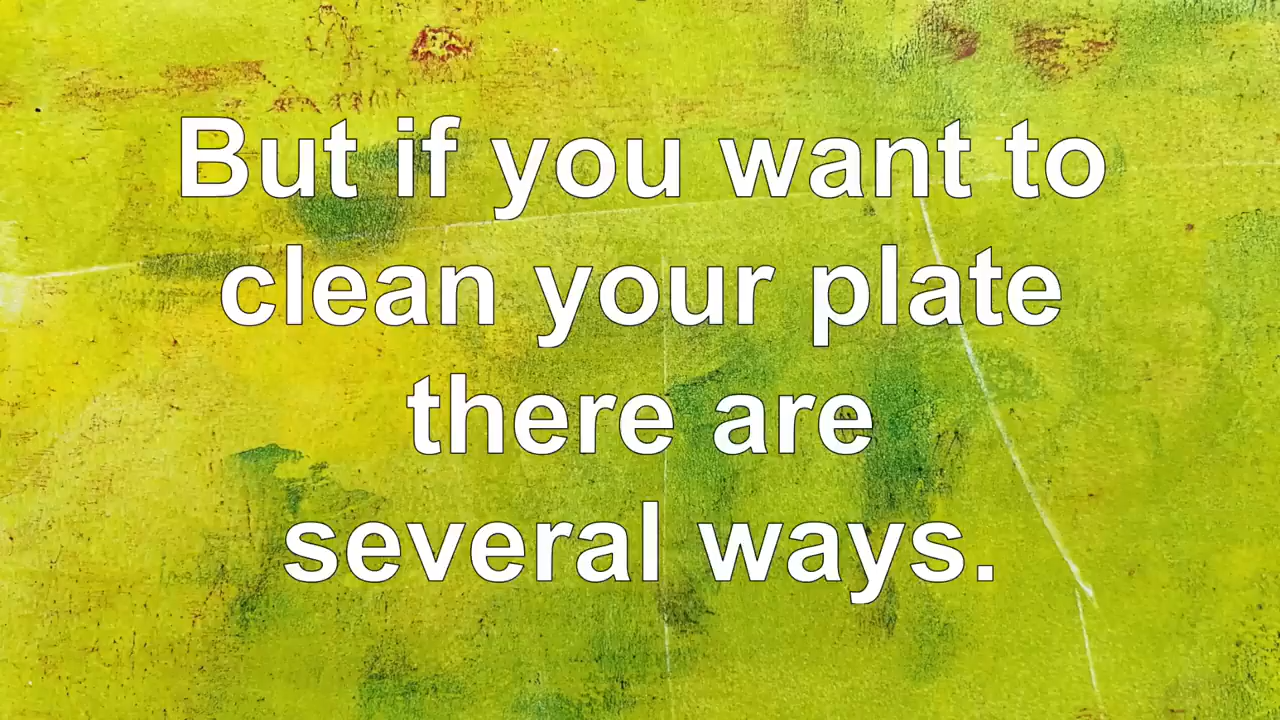 But if you want to
clean your plate
there are
several ways.